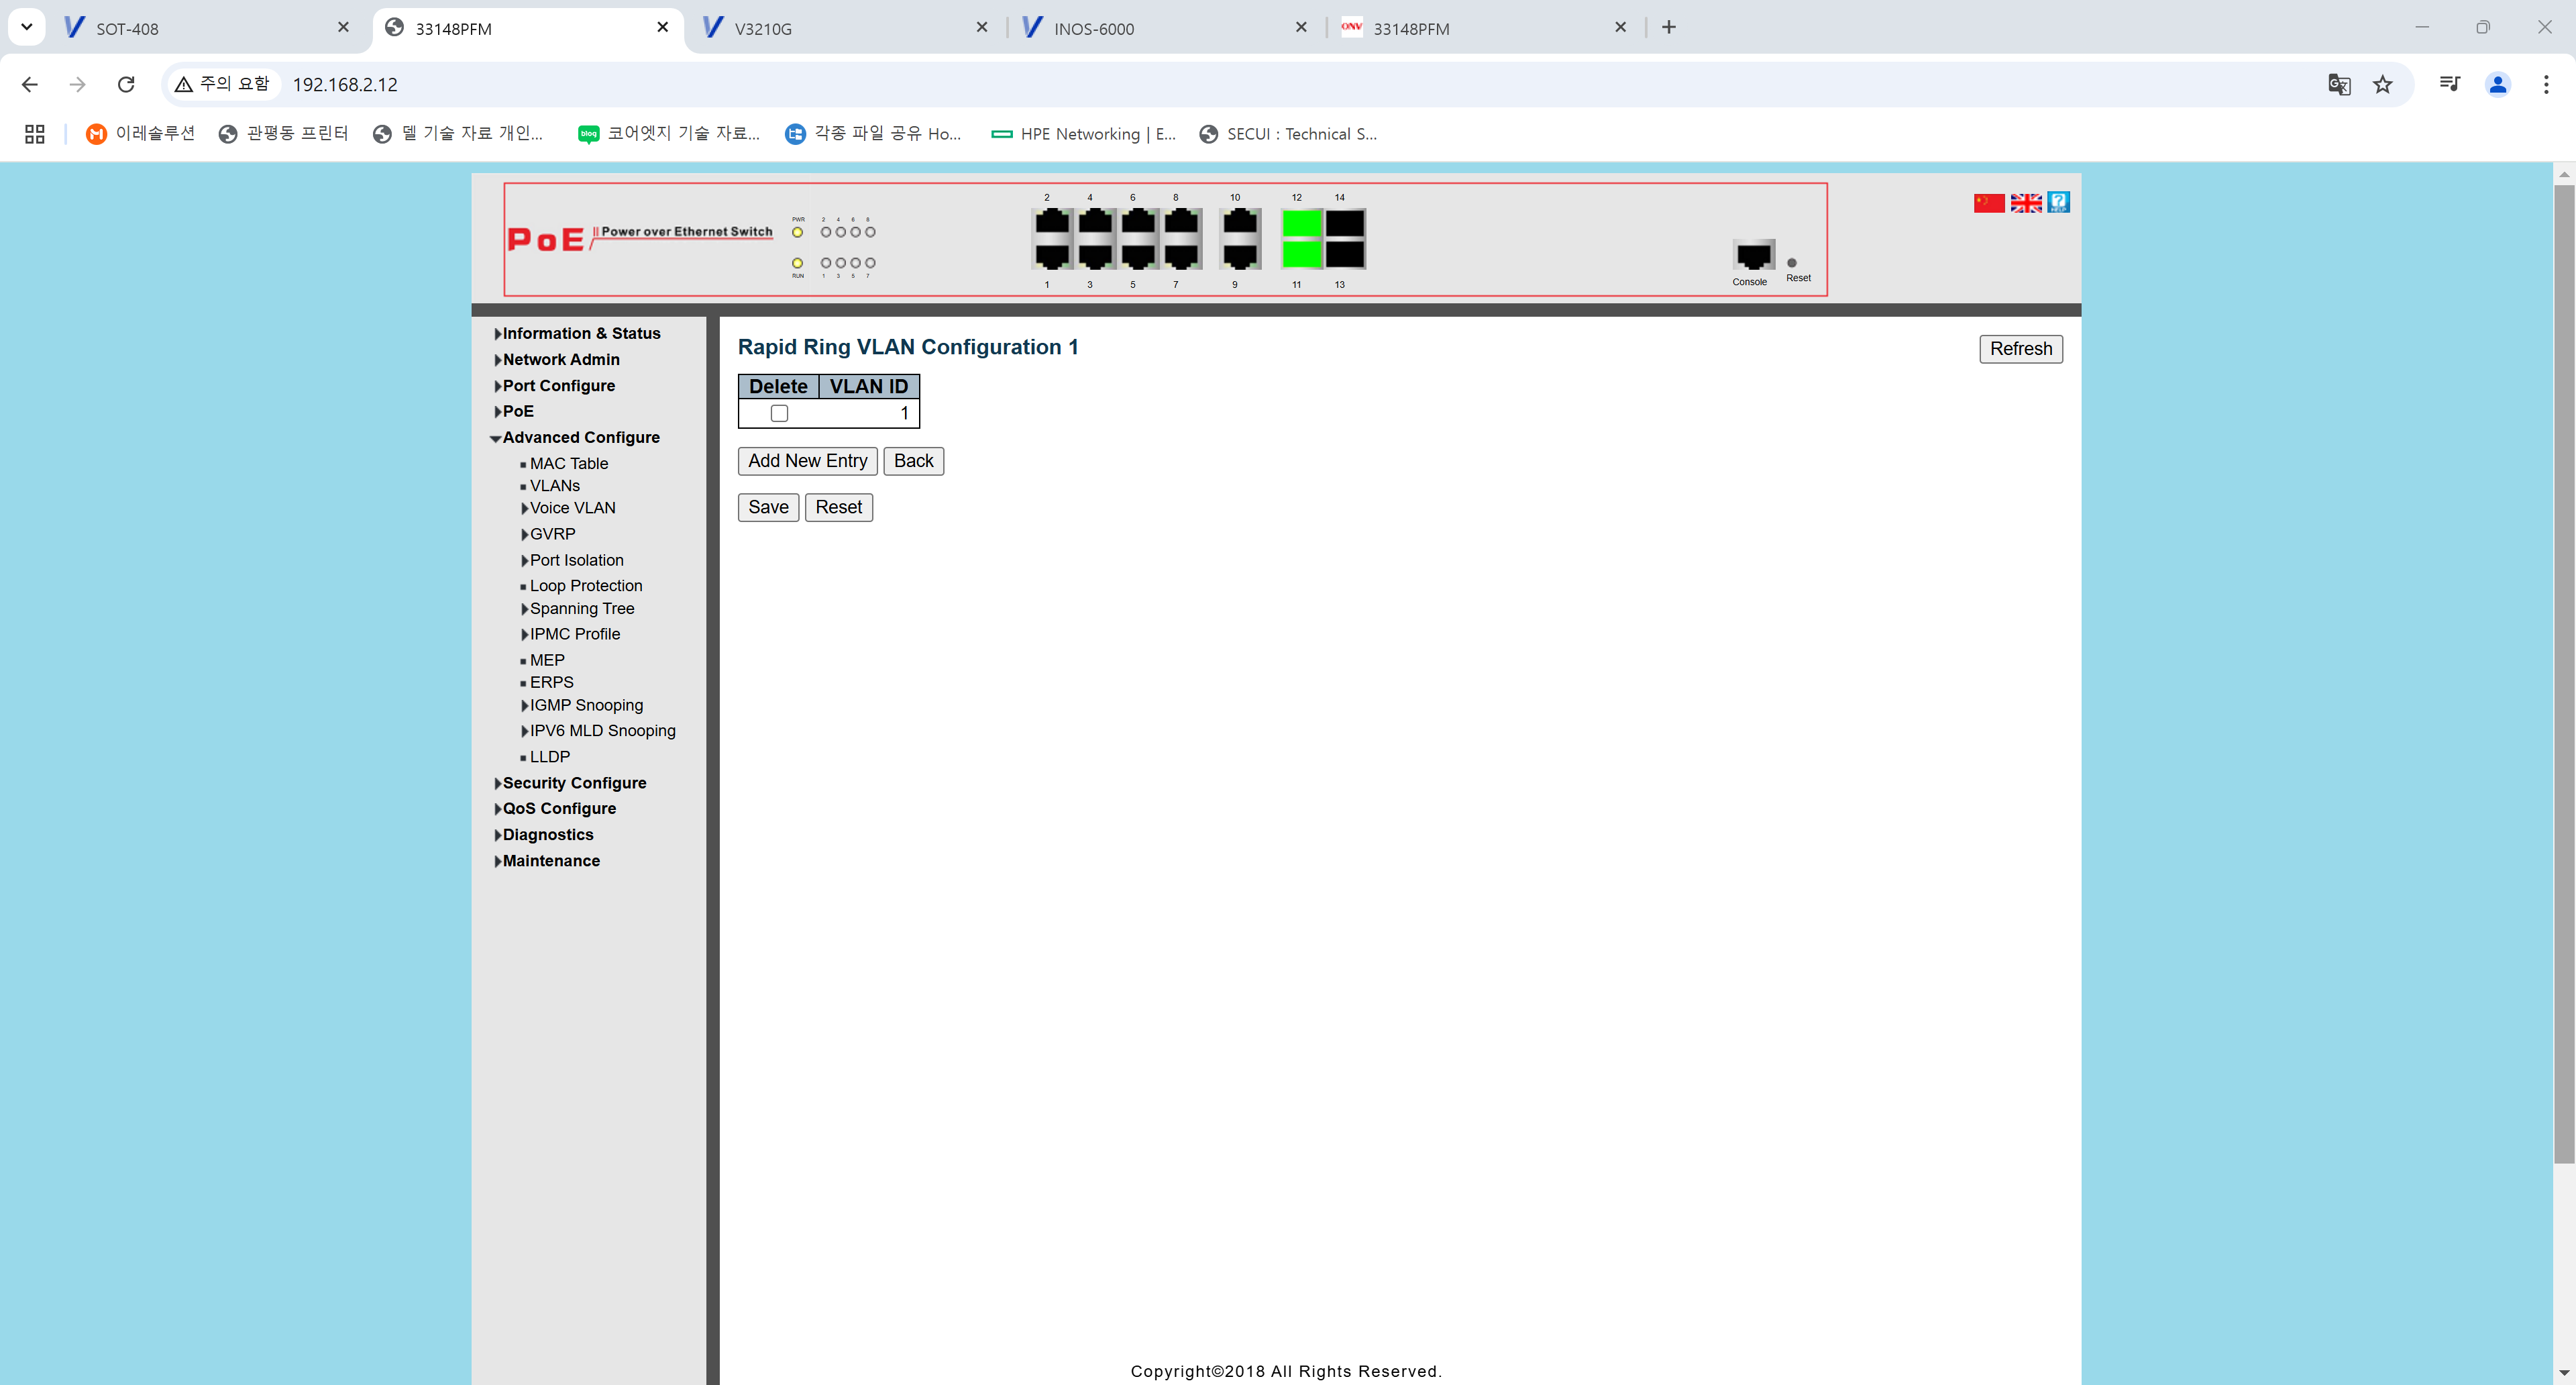 SOT-408
33148PFM
V3210G
INOS-6000
ONV 33148PFM
주의 요함 192.168.2.12
이레솔루션 관평동 프린터 델 기술 자료 개인... blog 코어엣지 기술 자료... 각종 파일 공유 Ho... HPE Networking | E... SECUI : Technical S...
PoE Power over Ethernet Switch
PWR 2 4 6 8
RUN 1 3 5 7
2 4 6 8 10 12 14
1 3 5 7 9 11 13
Console Reset
HELP
Information & Status
Network Admin
Port Configure
PoE
Advanced Configure
MAC Table
VLANs
Voice VLAN
GVRP
Port Isolation
Loop Protection
Spanning Tree
IPMC Profile
MEP
ERPS
IGMP Snooping
IPV6 MLD Snooping
LLDP
Security Configure
QoS Configure
Diagnostics
Maintenance
Rapid Ring VLAN Configuration 1
Refresh
Delete VLAN ID
1
Add New Entry Back
Save Reset
Copyright©2018 All Rights Reserved.